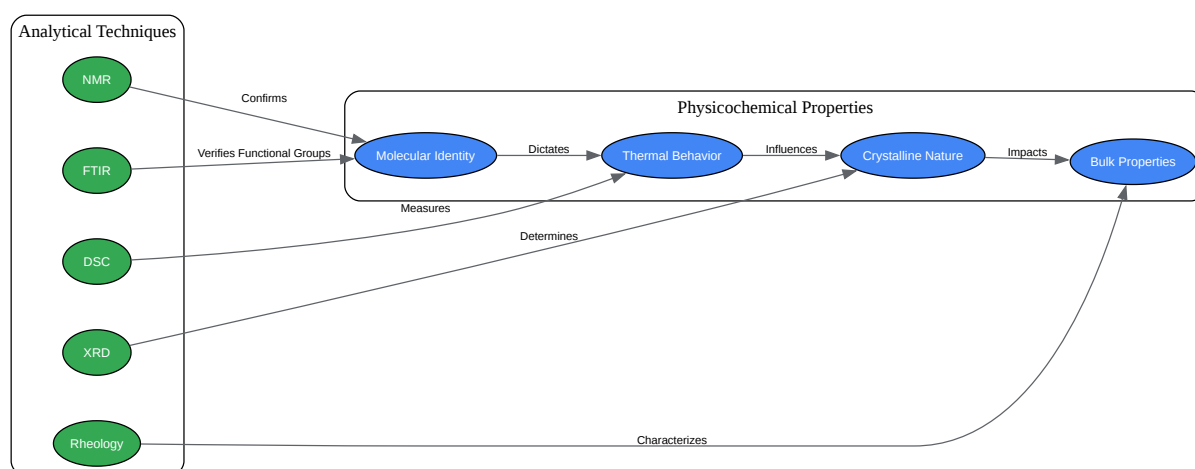 Analytical Techniques
NMR
Confirms
Physicochemical Properties
FTIR
Verifies Functional Groups
Molecular Identity
Dictates
Thermal Behavior
Influences
Crystalline Nature
Impacts
Bulk Properties
DSC
Measures
XRD
Determines
Rheology
Characterizes